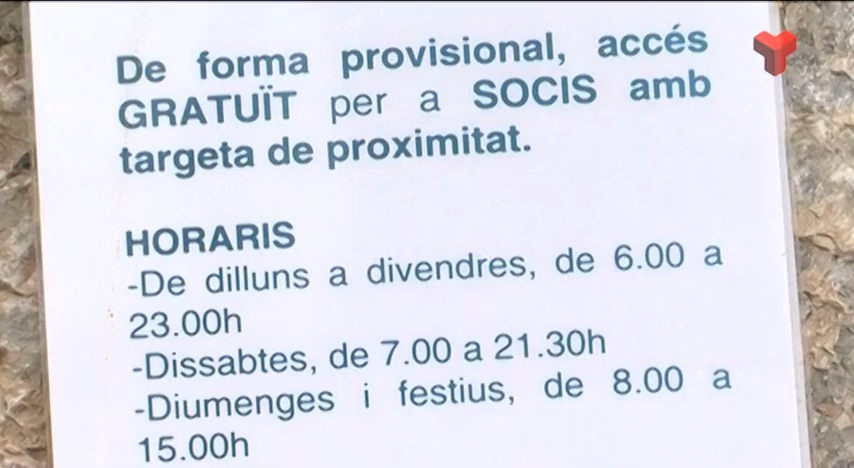 De forma provisional, accés
GRATUÏT per a SOCIS amb
targeta de proximitat.
HORARIS
-De dilluns a divendres, de 6.00 a
23.00h
-Dissabtes, de 7.00 a 21.30h
-Diumenges i festius, de 8.00 a
15.00h